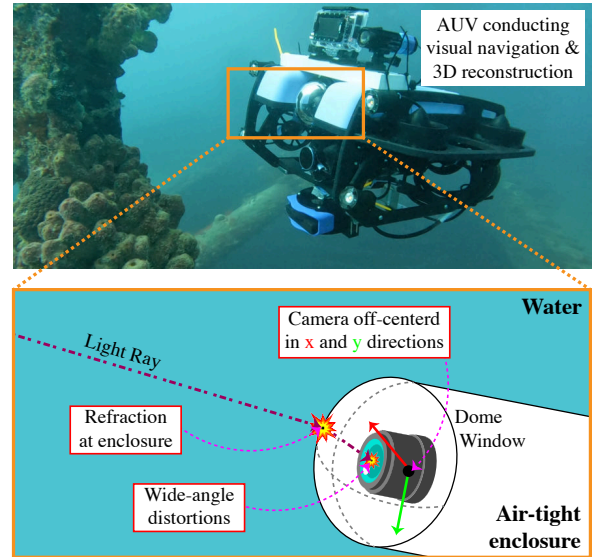 AUV conducting
visual navigation &
3D reconstruction
Water
Camera off-centerd
in x and y directions
Light Ray
Refraction
at enclosure
Dome
Window
Wide-angle
distortions
Air-tight
enclosure